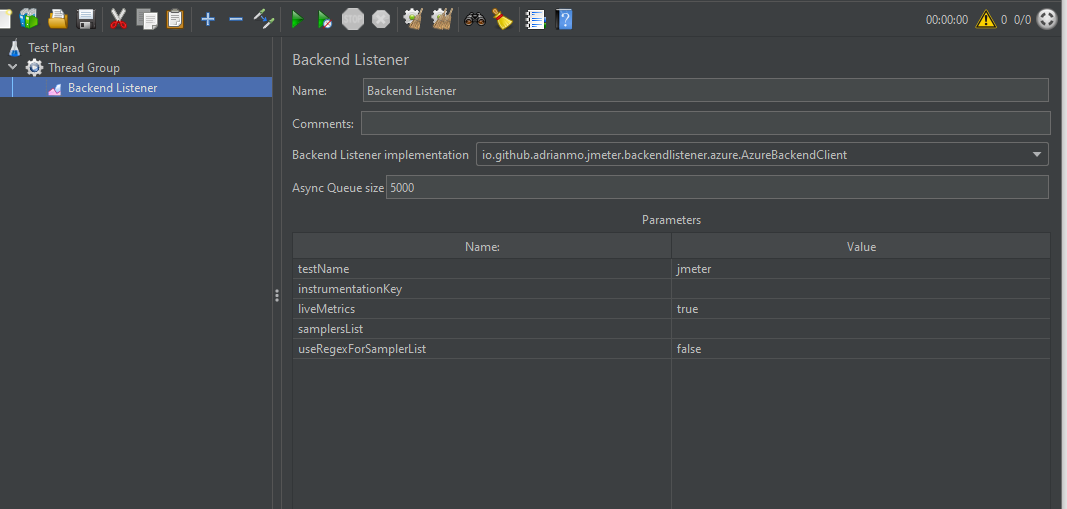 STOP
00:00:00 0 0/0
Test Plan
Thread Group
Backend Listener
Backend Listener
Name: Backend Listener
Comments:
Backend Listener implementation io.github.adrianmo.jmeter.backendlistener.azure.AzureBackendClient
Async Queue size 5000
Parameters
Name: Value
testName jmeter
instrumentationKey
liveMetrics true
samplersList
useRegexForSamplerList false